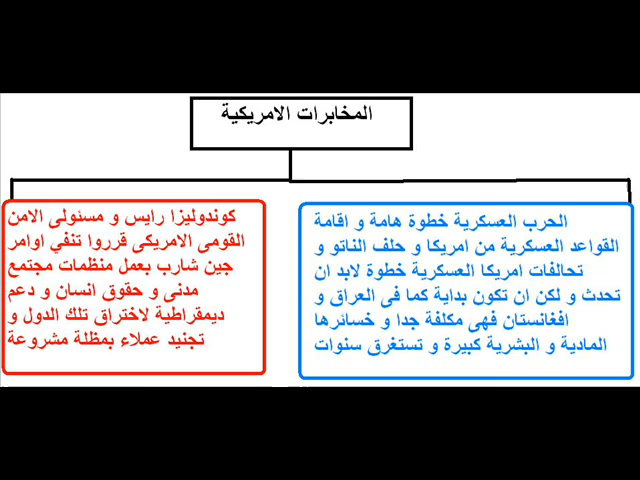 المخابرات الامريكية
الحرب العسكرية خطوة هامة و اقامة
القواعد العسكرية من امريكا و حلف الناتو و
تحالفات امريكا العسكرية خطوة لابد ان
تحدث و لكن ان تكون بداية كما فى العراق و
افغانستان فهى مكلفة جدا و خسائرها
المادية و البشرية كبيرة و تستغرق سنوات
كوندوليزا رايس و مسئولى الامن
القومى الامريكى قرروا تنفي اوامر
جين شارب بعمل منظمات مجتمع
مدنى و حقوق انسان و دعم
ديمقراطية لاختراق تلك الدول و
تجنيد عملاء بمظلة مشروعة